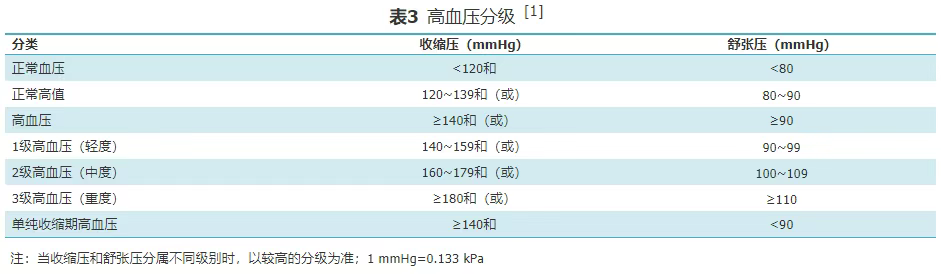 表3 高血压分级 [1]
分类 收缩压（mmHg） 舒张压（mmHg）
正常血压 <120和 <80
正常高值 120~139和（或） 80~90
高血压 ≥140和（或） ≥90
1级高血压（轻度） 140~159和（或） 90~99
2级高血压（中度） 160~179和（或） 100~109
3级高血压（重度） ≥180和（或） ≥110
单纯收缩期高血压 ≥140和 <90
注：当收缩压和舒张压分属不同级别时，以较高的分级为准；1 mmHg=0.133 kPa